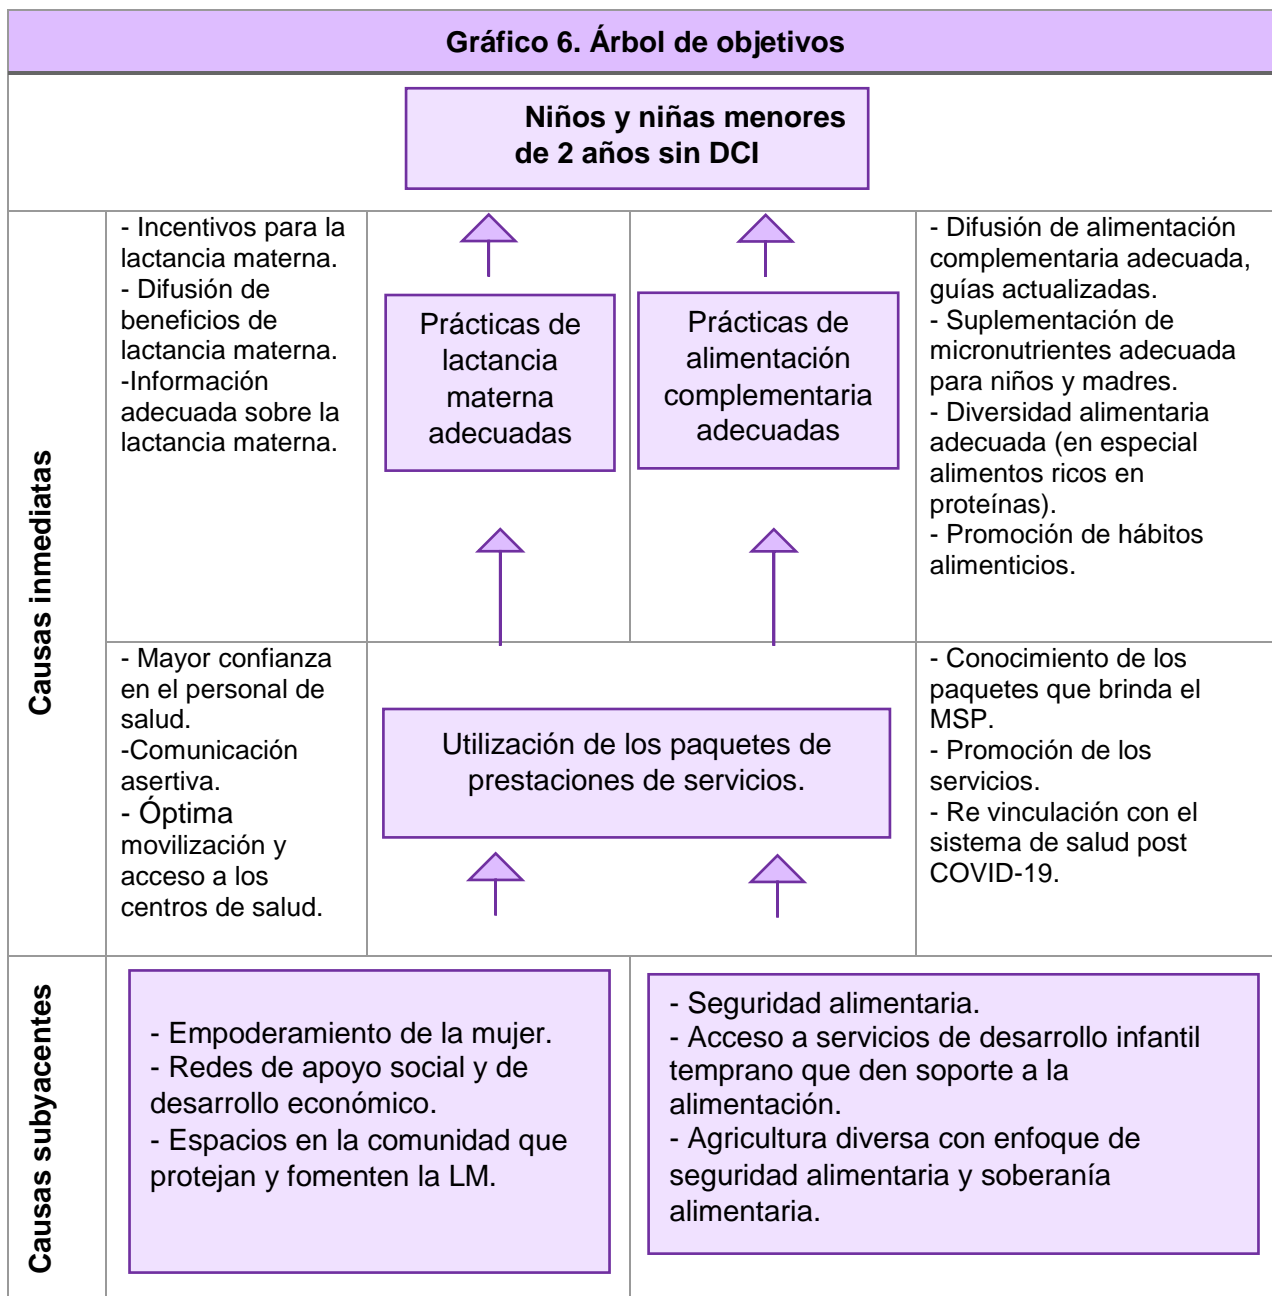 Gráfico 6. Árbol de objetivos
Niños y niñas menores
de 2 años sin DCI
Causas inmediatas
- Incentivos para la
lactancia materna.
- Difusión de
beneficios de
lactancia materna.
-Información
adecuada sobre la
lactancia materna.
Prácticas de
lactancia
materna
adecuadas
Prácticas de
alimentación
complementaria
adecuadas
- Difusión de alimentación
complementaria adecuada,
guías actualizadas.
- Suplementación de
micronutrientes adecuada
para niños y madres.
- Diversidad alimentaria
adecuada (en especial
alimentos ricos en
proteínas).
- Promoción de hábitos
alimenticios.
- Mayor confianza
en el personal de
salud.
-Comunicación
asertiva.
- Óptima
movilización y
acceso a los
centros de salud.
Utilización de los paquetes de
prestaciones de servicios.
- Conocimiento de los
paquetes que brinda el
MSP.
- Promoción de los
servicios.
- Re vinculación con el
sistema de salud post
COVID-19.
Causas subyacentes
- Empoderamiento de la mujer.
- Redes de apoyo social y de
desarrollo económico.
- Espacios en la comunidad que
protejan y fomenten la LM.
- Seguridad alimentaria.
- Acceso a servicios de desarrollo infantil
temprano que den soporte a la
alimentación.
- Agricultura diversa con enfoque de
seguridad alimentaria y soberanía
alimentaria.